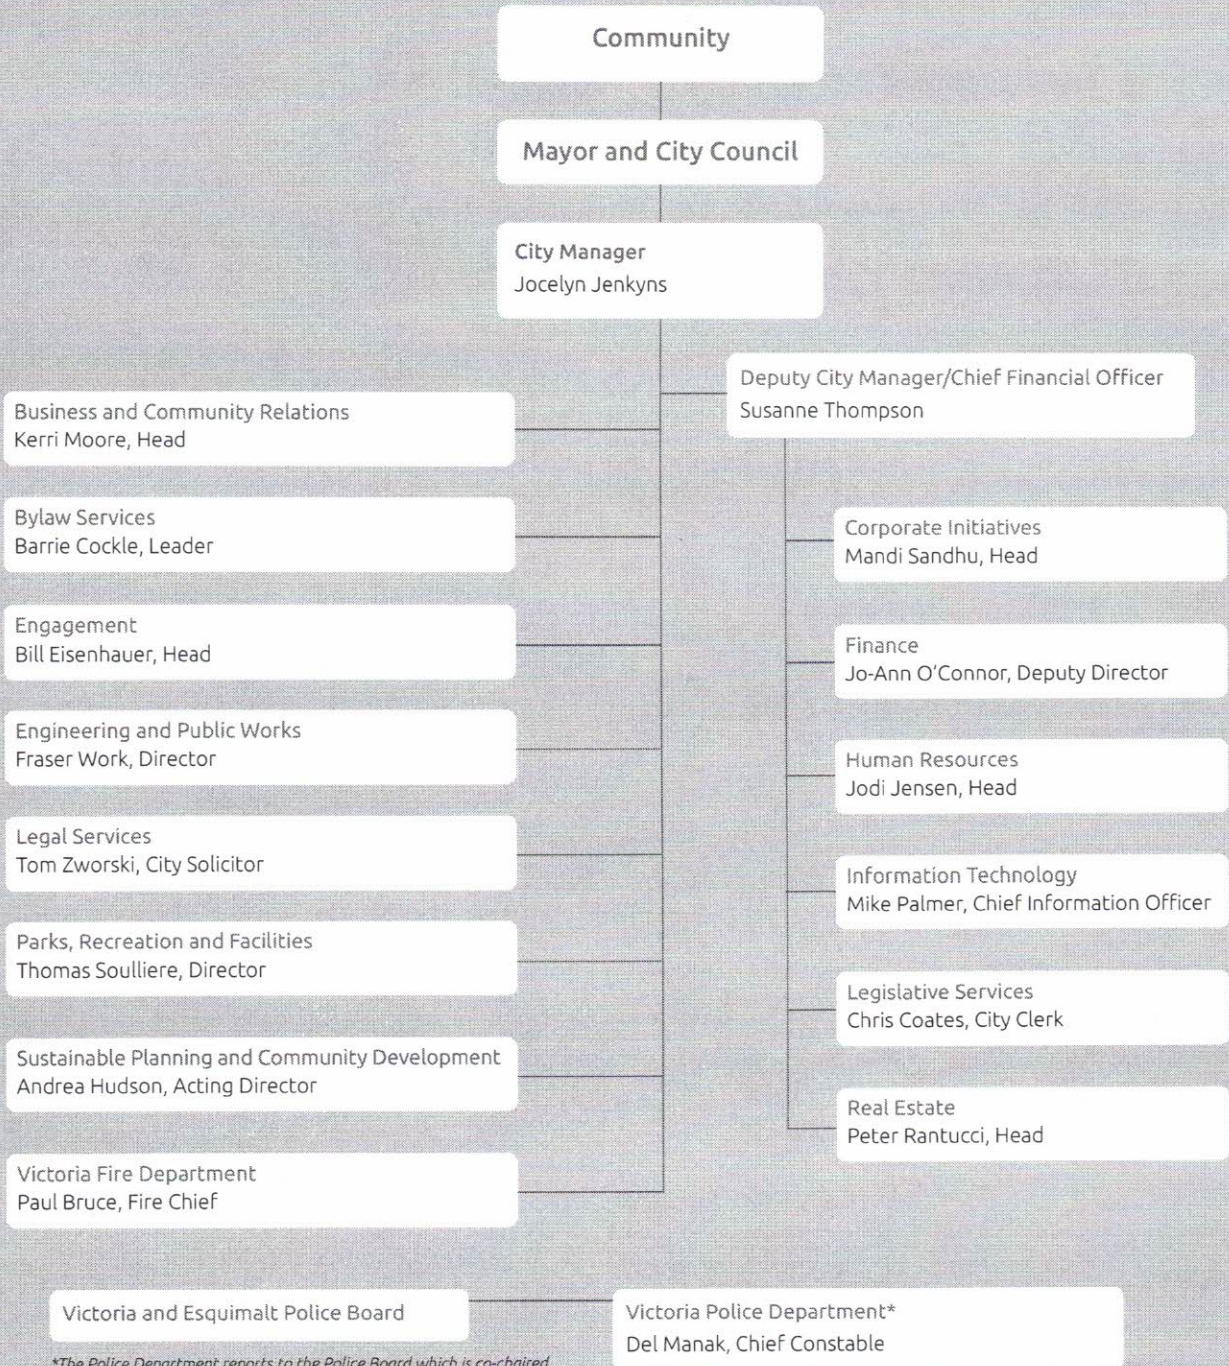 Community
Mayor and City Council
City Manager
Jocelyn Jenkyns
Deputy City Manager/Chief Financial Officer
Susanne Thompson
Business and Community Relations
Kerri Moore, Head
Bylaw Services
Barrie Cockle, Leader
Engagement
Bill Eisenhauer, Head
Engineering and Public Works
Fraser Work, Director
Legal Services
Tom Zworski, City Solicitor
Parks, Recreation and Facilities
Thomas Soulliere, Director
Sustainable Planning and Community Development
Andrea Hudson, Acting Director
Victoria Fire Department
Paul Bruce, Fire Chief
Corporate Initiatives
Mandi Sandhu, Head
Finance
Jo-Ann O'Connor, Deputy Director
Human Resources
Jodi Jensen, Head
Information Technology
Mike Palmer, Chief Information Officer
Legislative Services
Chris Coates, City Clerk
Real Estate
Peter Rantucci, Head
Victoria and Esquimalt Police Board
Victoria Police Department*
Del Manak, Chief Constable
*The Police Department reports to the Police Board which is co-chaired